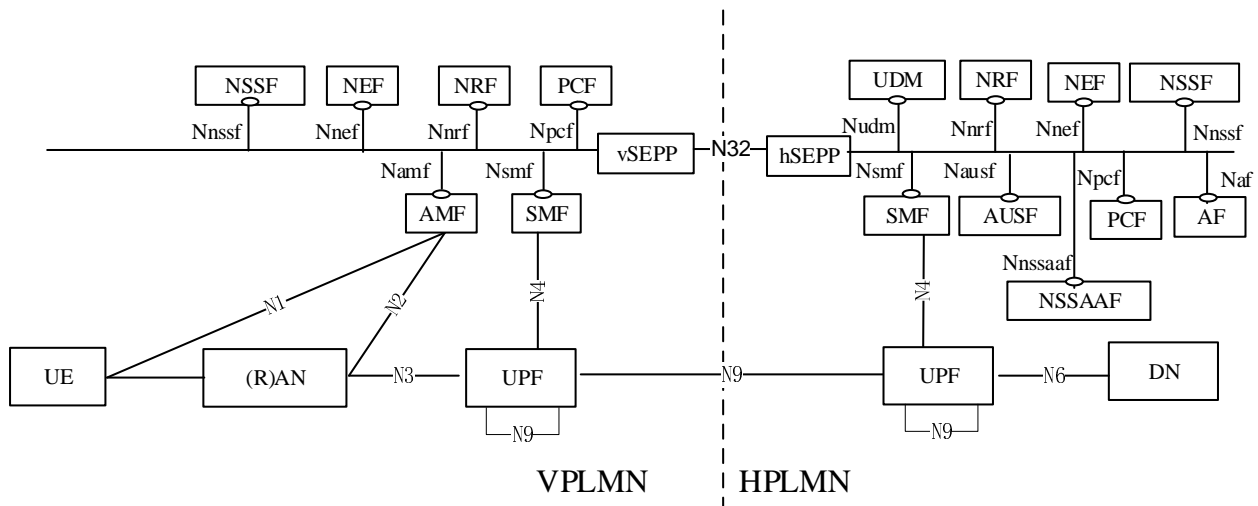 NSSF NEF NRF PCF UDM NRF NEF NSSF
Nnssf Nnef Nnrf Npcf Nudm Nnrf Nnef Nnssf
vSEPP N32 hSEPP
Namf Nsmf Nsmf Nausf Npcf Naf
AMF SMF SMF AUSF PCF AF
Nnssaaf
N1 N2 N4 N4 NSSAAF
UE (R)AN N3 UPF N9 UPF N6 DN
N9 N9
VPLMN HPLMN